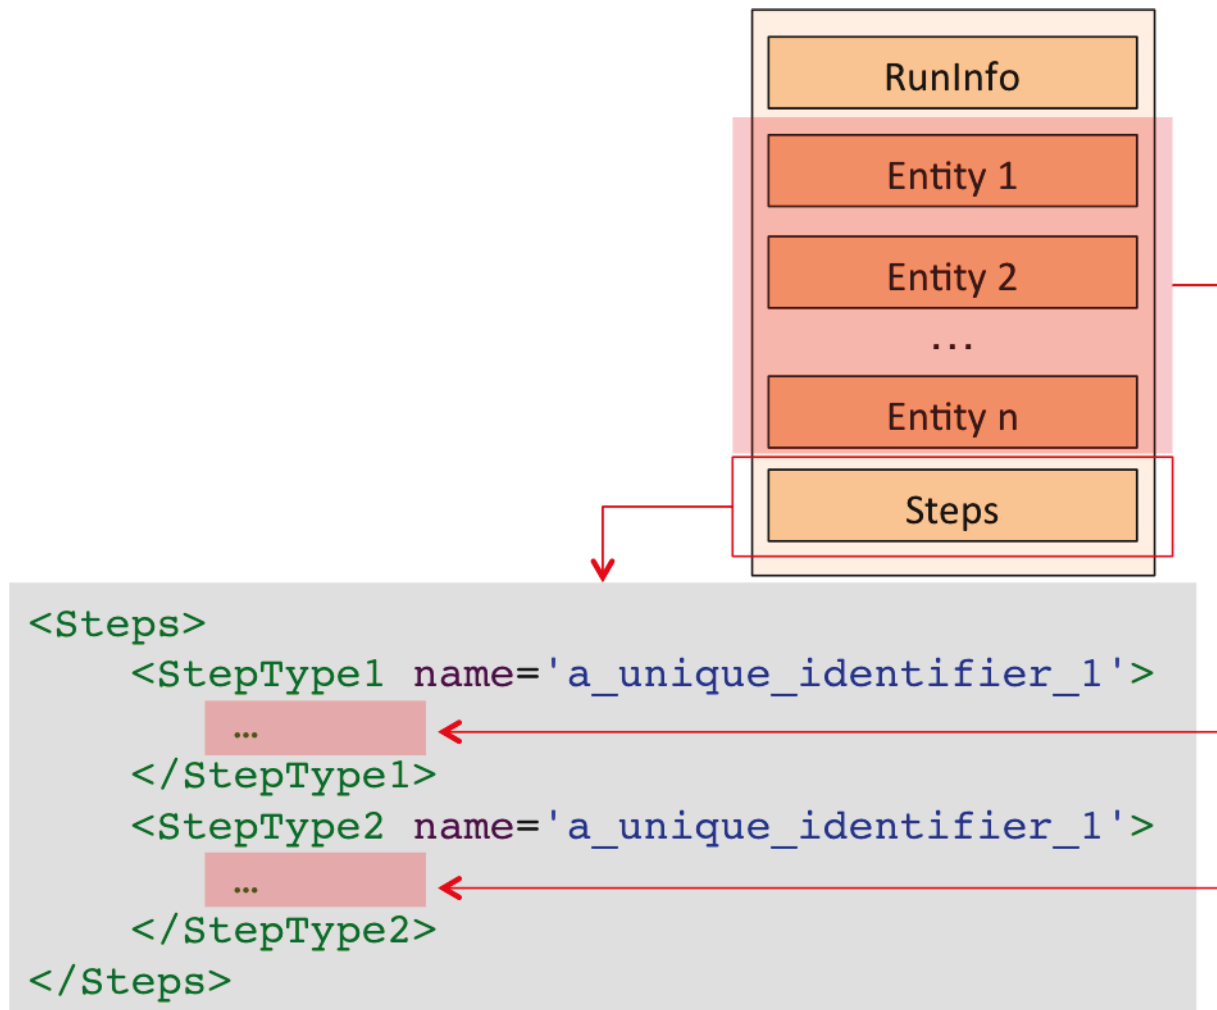 RunInfo
Entity 1
Entity 2
...
Entity n
Steps
<Steps>
<StepType1 name='a_unique_identifier_1'>
…
</StepType1>
<StepType2 name='a_unique_identifier_1'>
…
</StepType2>
</Steps>